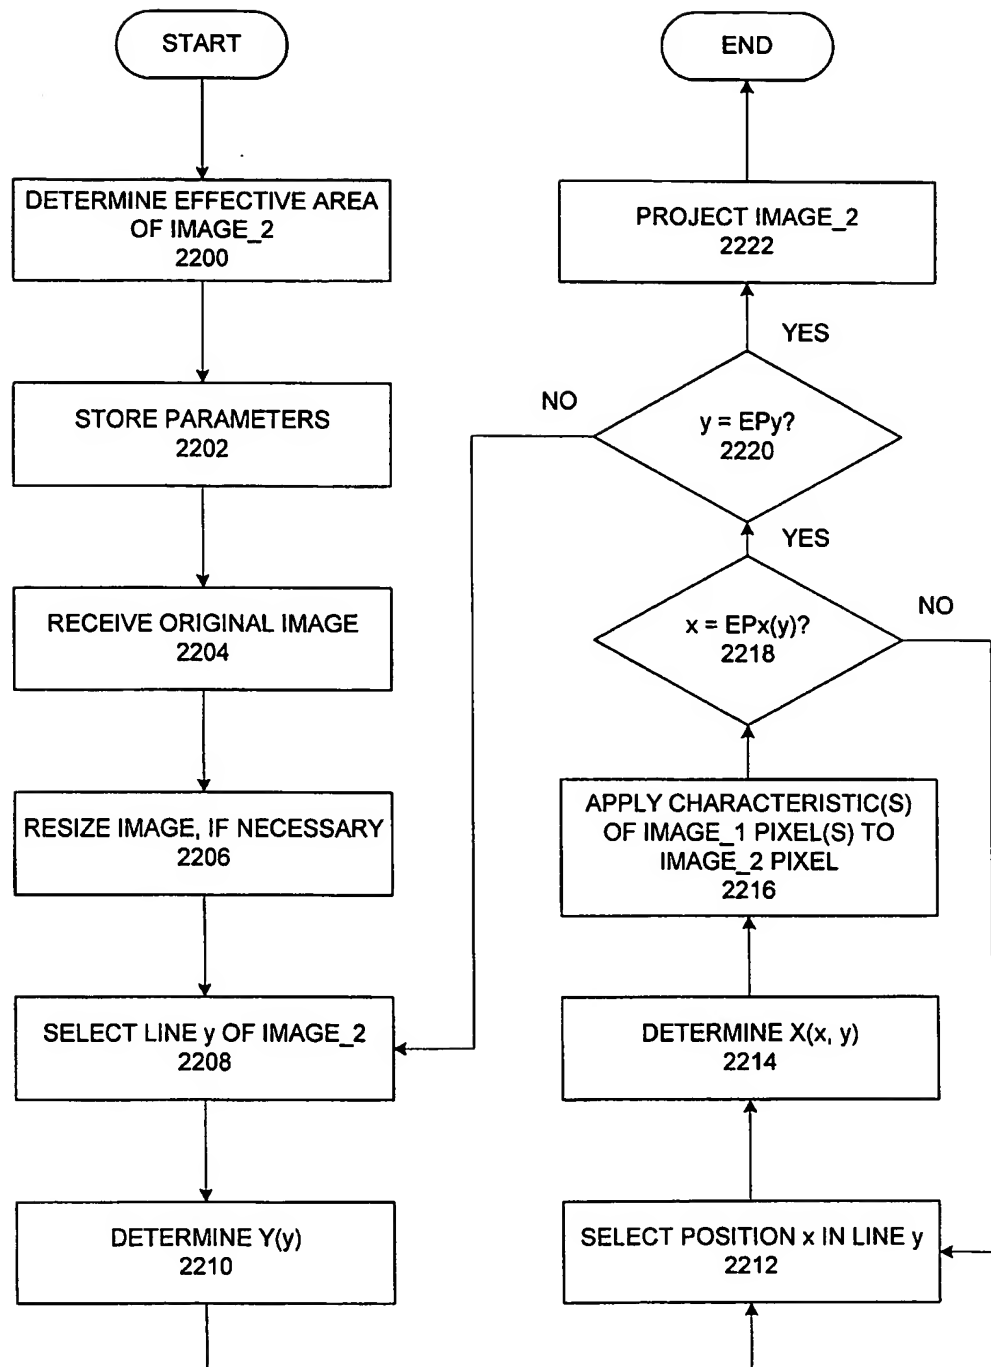 START
DETERMINE EFFECTIVE AREA
OF IMAGE_2
2200
STORE PARAMETERS
2202
RECEIVE ORIGINAL IMAGE
2204
RESIZE IMAGE, IF NECESSARY
2206
SELECT LINE y OF IMAGE_2
2208
DETERMINE Y(y)
2210
END
PROJECT IMAGE_2
2222
YES
NO
y = EPy?
2220
YES
NO
x = EPx(y)?
2218
APPLY CHARACTERISTIC(S)
OF IMAGE_1 PIXEL(S) TO
IMAGE_2 PIXEL
2216
DETERMINE X(x, y)
2214
SELECT POSITION x IN LINE y
2212